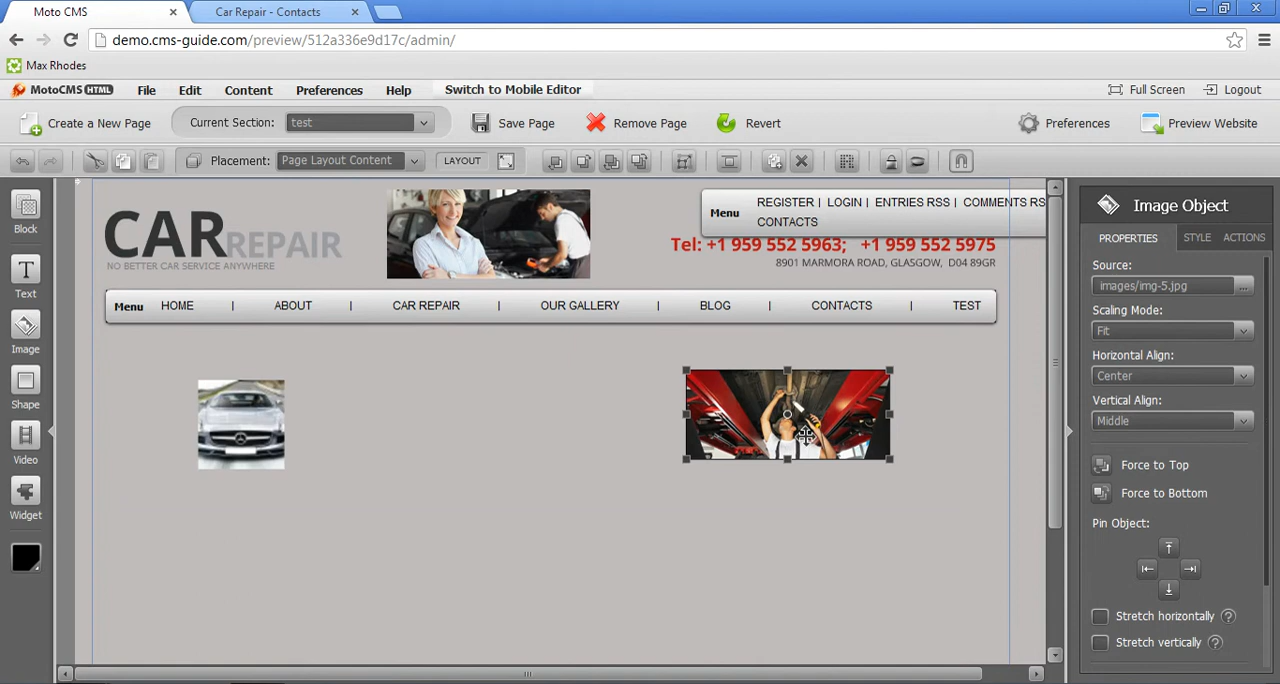 Moto CMS
Car Repair - Contacts
demo.cms-guide.com/preview/512a336e9d17c/admin/
Max Rhodes
MotoCMS HTML File Edit Content Preferences Help Switch to Mobile Editor Full Screen Logout
Create a New Page Current Section: test Save Page Remove Page Revert Preferences Preview Website
Placement: Page Layout Content LAYOUT
Block
Text
Image
Shape
Video
Widget
CARREPAIR
NO BETTER CAR SERVICE ANYWHERE
Menu REGISTER | LOGIN | ENTRIES RSS | COMMENTS RS
CONTACTS
Tel: +1 959 552 5963; +1 959 552 5975
8901 MARMORA ROAD, GLASGOW, D04 89GR
Menu HOME | ABOUT | CAR REPAIR | OUR GALLERY | BLOG | CONTACTS | TEST
Image Object
PROPERTIES STYLE ACTIONS
Source:
images/img-5.jpg ...
Scaling Mode:
Fit
Horizontal Align:
Center
Vertical Align:
Middle
Force to Top
Force to Bottom
Pin Object:
Stretch horizontally ?
Stretch vertically ?